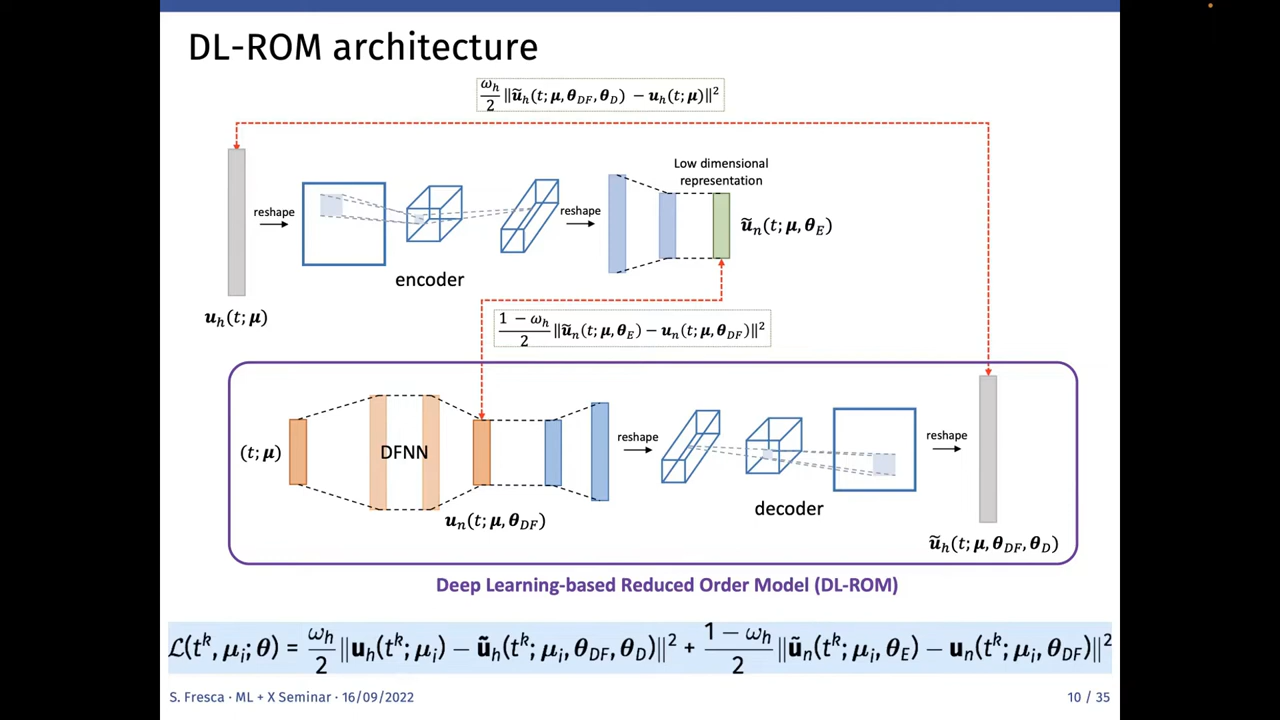 DL-ROM architecture
ω_h/2 ‖ũ_h(t; μ, θ_DF, θ_D) − u_h(t; μ)‖²
Low dimensional
representation
reshape
reshape
ũ_n(t; μ, θ_E)
encoder
u_h(t; μ)
(1 − ω_h)/2 ‖ũ_n(t; μ, θ_E) − u_n(t; μ, θ_DF)‖²
(t; μ)
DFNN
reshape
reshape
u_n(t; μ, θ_DF)
decoder
ũ_h(t; μ, θ_DF, θ_D)
Deep Learning-based Reduced Order Model (DL-ROM)
ℒ(t^k, μ_i; θ) = ω_h/2 ‖u_h(t^k; μ_i) − ũ_h(t^k; μ_i, θ_DF, θ_D)‖² + (1 − ω_h)/2 ‖ũ_n(t^k; μ_i, θ_E) − u_n(t^k; μ_i, θ_DF)‖²
S. Fresca · ML + X Seminar · 16/09/2022
10 / 35